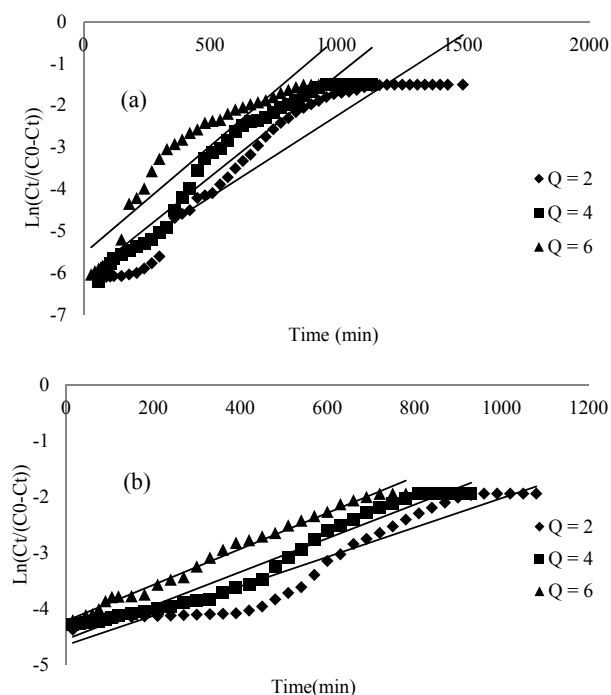 0 500 1000 1500 2000
-1
-2
-3
-4
-5
-6
-7
Ln(Ct/(C0-Ct))
(a)
Q = 2
Q = 4
Q = 6
Time (min)
0 200 400 600 800 1000 1200
0
-1
-2
-3
-4
-5
Ln(Ct/(C0-Ct))
(b)
Q = 2
Q = 4
Q = 6
Time(min)